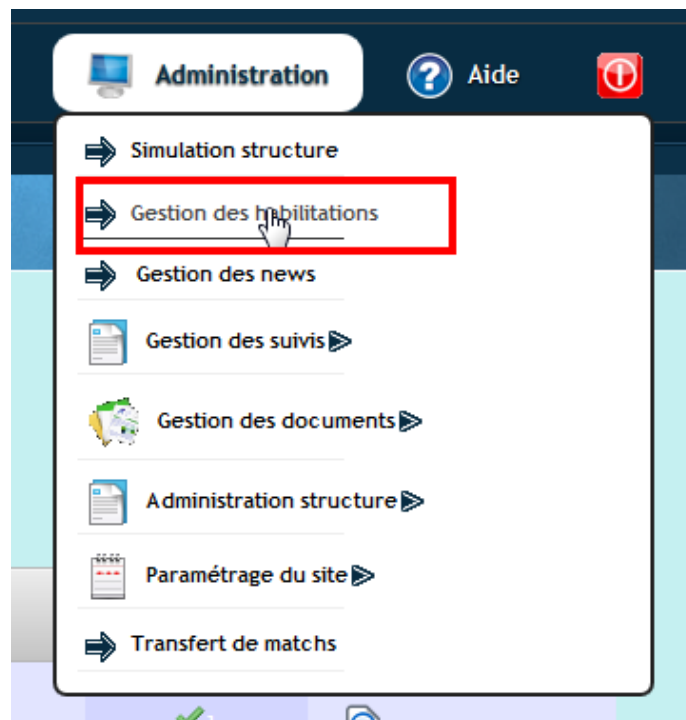 Administration
Aide
Simulation structure
Gestion des habilitations
Gestion des news
Gestion des suivis
Gestion des documents
Administration structure
Paramétrage du site
Transfert de matchs